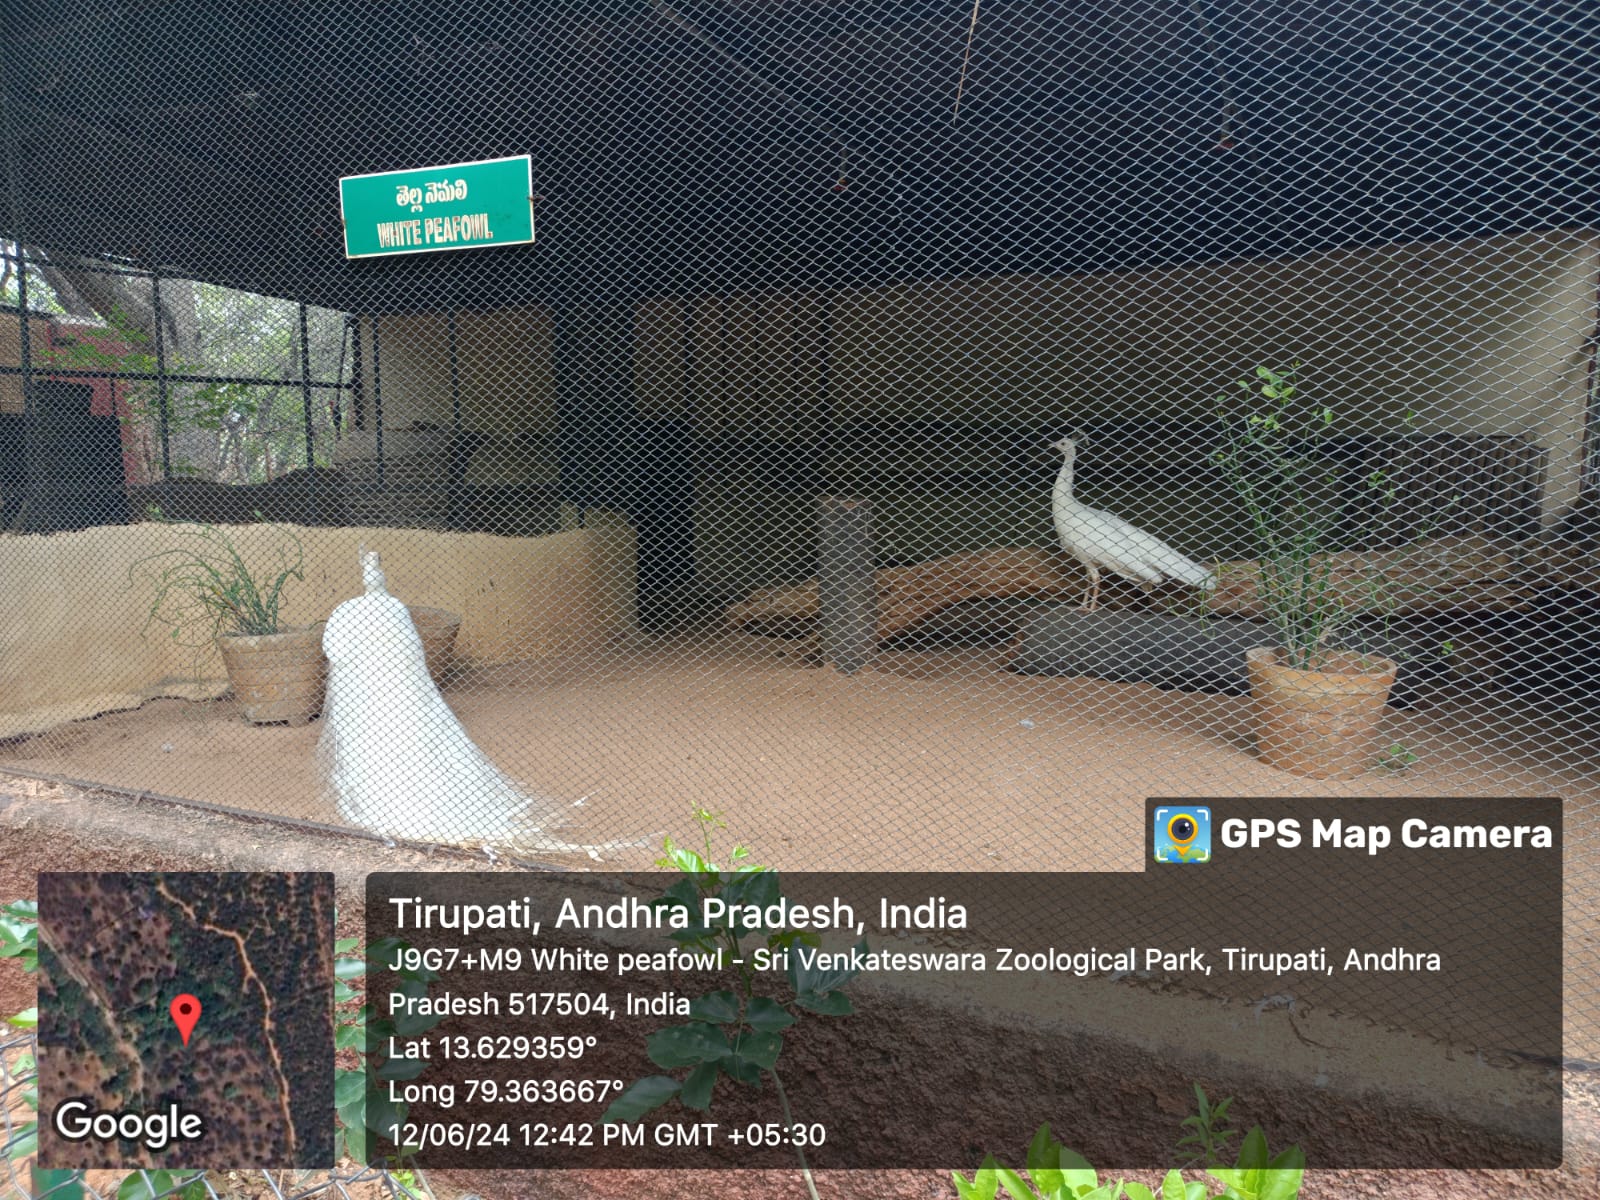 తెల్ల నెమలి
WHITE PEAFOWL
GPS Map Camera
Tirupati, Andhra Pradesh, India
J9G7+M9 White peafowl - Sri Venkateswara Zoological Park, Tirupati, Andhra
Pradesh 517504, India
Lat 13.629359°
Long 79.363667°
12/06/24 12:42 PM GMT +05:30
Google